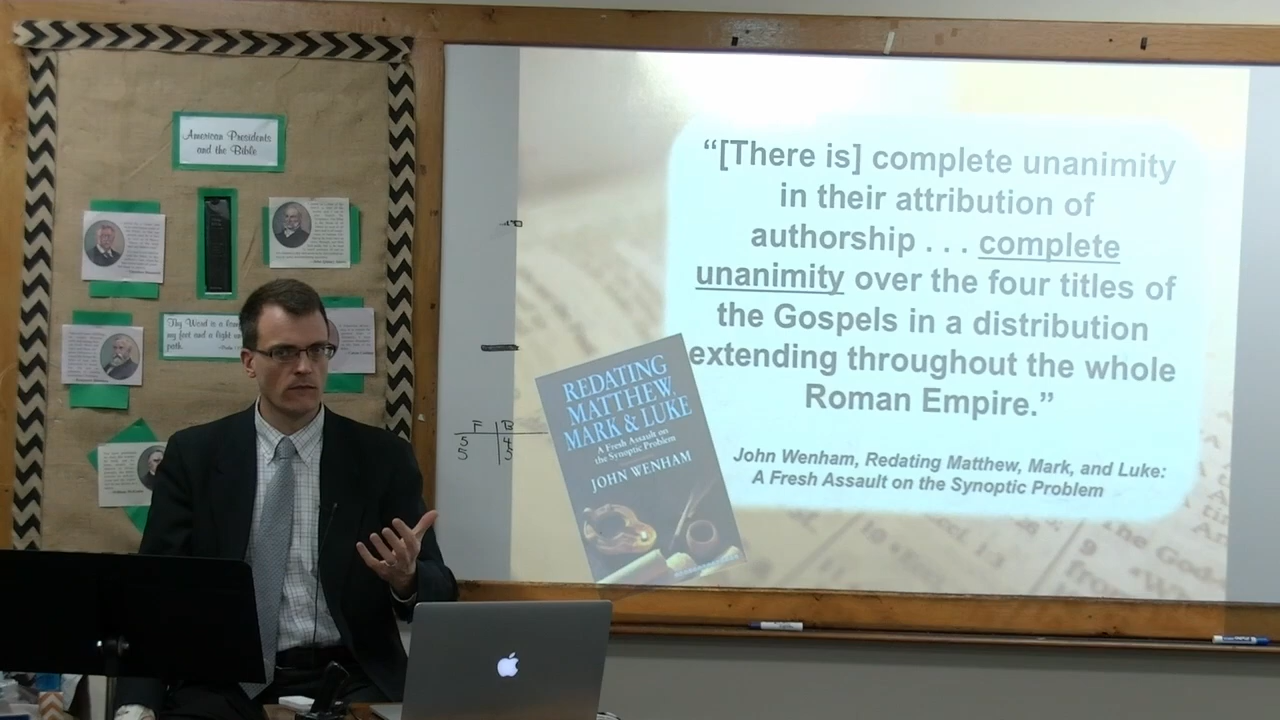 American Presidents
and the Bible
Thy Word is a
my feet and a light
path.
F B
5 4
5 5
“[There is] complete unanimity
in their attribution of
authorship . . . complete
unanimity over the four titles of
the Gospels in a distribution
extending throughout the whole
Roman Empire.”
John Wenham, Redating Matthew, Mark, and Luke:
A Fresh Assault on the Synoptic Problem
REDATING
MATTHEW,
MARK & LUKE
A Fresh Assault on
the Synoptic Problem
JOHN WENHAM